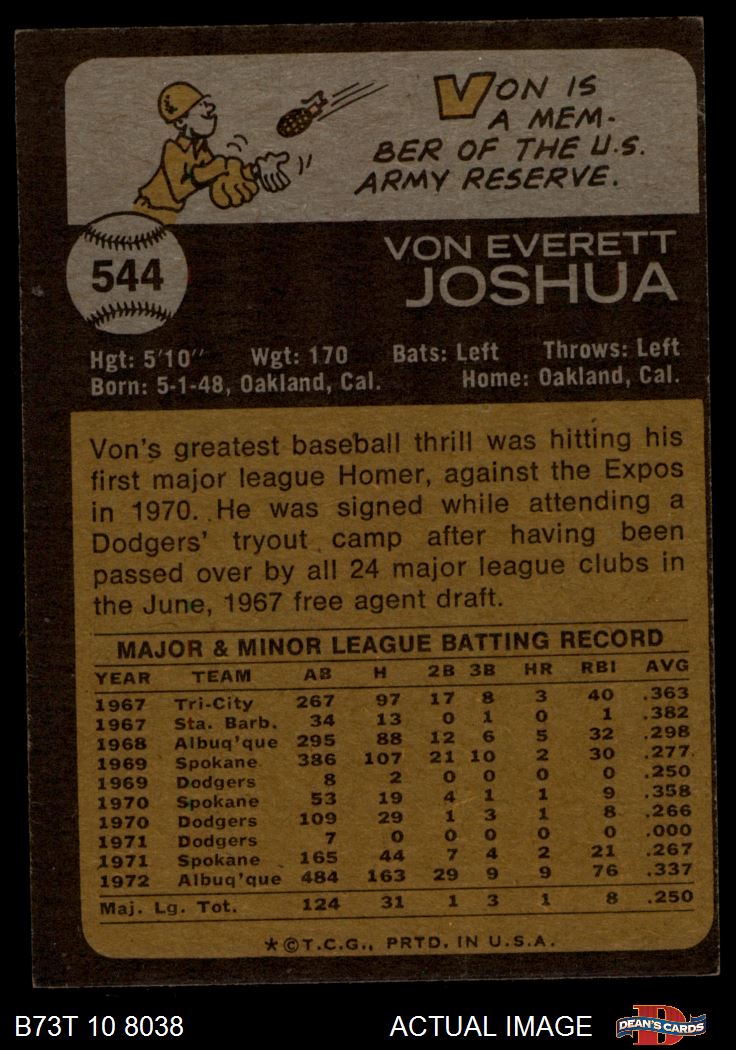 VON IS
A MEM-
BER OF THE U.S.
ARMY RESERVE.
544
VON EVERETT
JOSHUA
Hgt: 5'10" Wgt: 170 Bats: Left Throws: Left
Born: 5-1-48, Oakland, Cal. Home: Oakland, Cal.
Von's greatest baseball thrill was hitting his
first major league Homer, against the Expos
in 1970. He was signed while attending a
Dodgers' tryout camp after having been
passed over by all 24 major league clubs in
the June, 1967 free agent draft.
MAJOR & MINOR LEAGUE BATTING RECORD
YEAR TEAM AB H 2B 3B HR RBI AVG
1967 Tri-City 267 97 17 8 3 40 .363
1967 Sta. Barb. 34 13 0 1 0 1 .382
1968 Albuq'que 295 88 12 6 5 32 .298
1969 Spokane 386 107 21 10 2 30 .277
1969 Dodgers 8 2 0 0 0 0 .250
1970 Spokane 53 19 4 1 1 9 .358
1970 Dodgers 109 29 1 3 1 8 .266
1971 Dodgers 7 0 0 0 0 0 .000
1971 Spokane 165 44 7 4 2 21 .267
1972 Albuq'que 484 163 29 9 9 76 .337
Maj. Lg. Tot. 124 31 1 3 1 8 .250
*©T.C.G., PRTD. IN U.S.A.
B73T 10 8038 ACTUAL IMAGE D DEAN'S CARDS